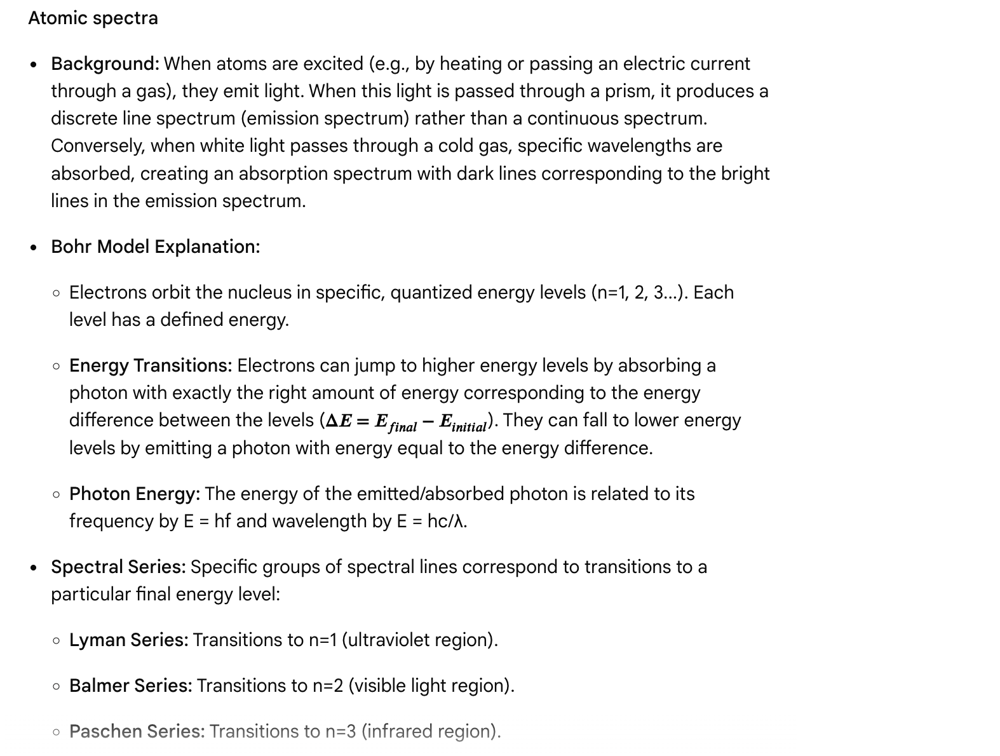 Atomic spectra
• Background: When atoms are excited (e.g., by heating or passing an electric current
through a gas), they emit light. When this light is passed through a prism, it produces a
discrete line spectrum (emission spectrum) rather than a continuous spectrum.
Conversely, when white light passes through a cold gas, specific wavelengths are
absorbed, creating an absorption spectrum with dark lines corresponding to the bright
lines in the emission spectrum.
• Bohr Model Explanation:
◦ Electrons orbit the nucleus in specific, quantized energy levels (n=1, 2, 3...). Each
level has a defined energy.
◦ Energy Transitions: Electrons can jump to higher energy levels by absorbing a
photon with exactly the right amount of energy corresponding to the energy
difference between the levels (ΔE = E_final − E_initial). They can fall to lower energy
levels by emitting a photon with energy equal to the energy difference.
◦ Photon Energy: The energy of the emitted/absorbed photon is related to its
frequency by E = hf and wavelength by E = hc/λ.
• Spectral Series: Specific groups of spectral lines correspond to transitions to a
particular final energy level:
◦ Lyman Series: Transitions to n=1 (ultraviolet region).
◦ Balmer Series: Transitions to n=2 (visible light region).
◦ Paschen Series: Transitions to n=3 (infrared region).